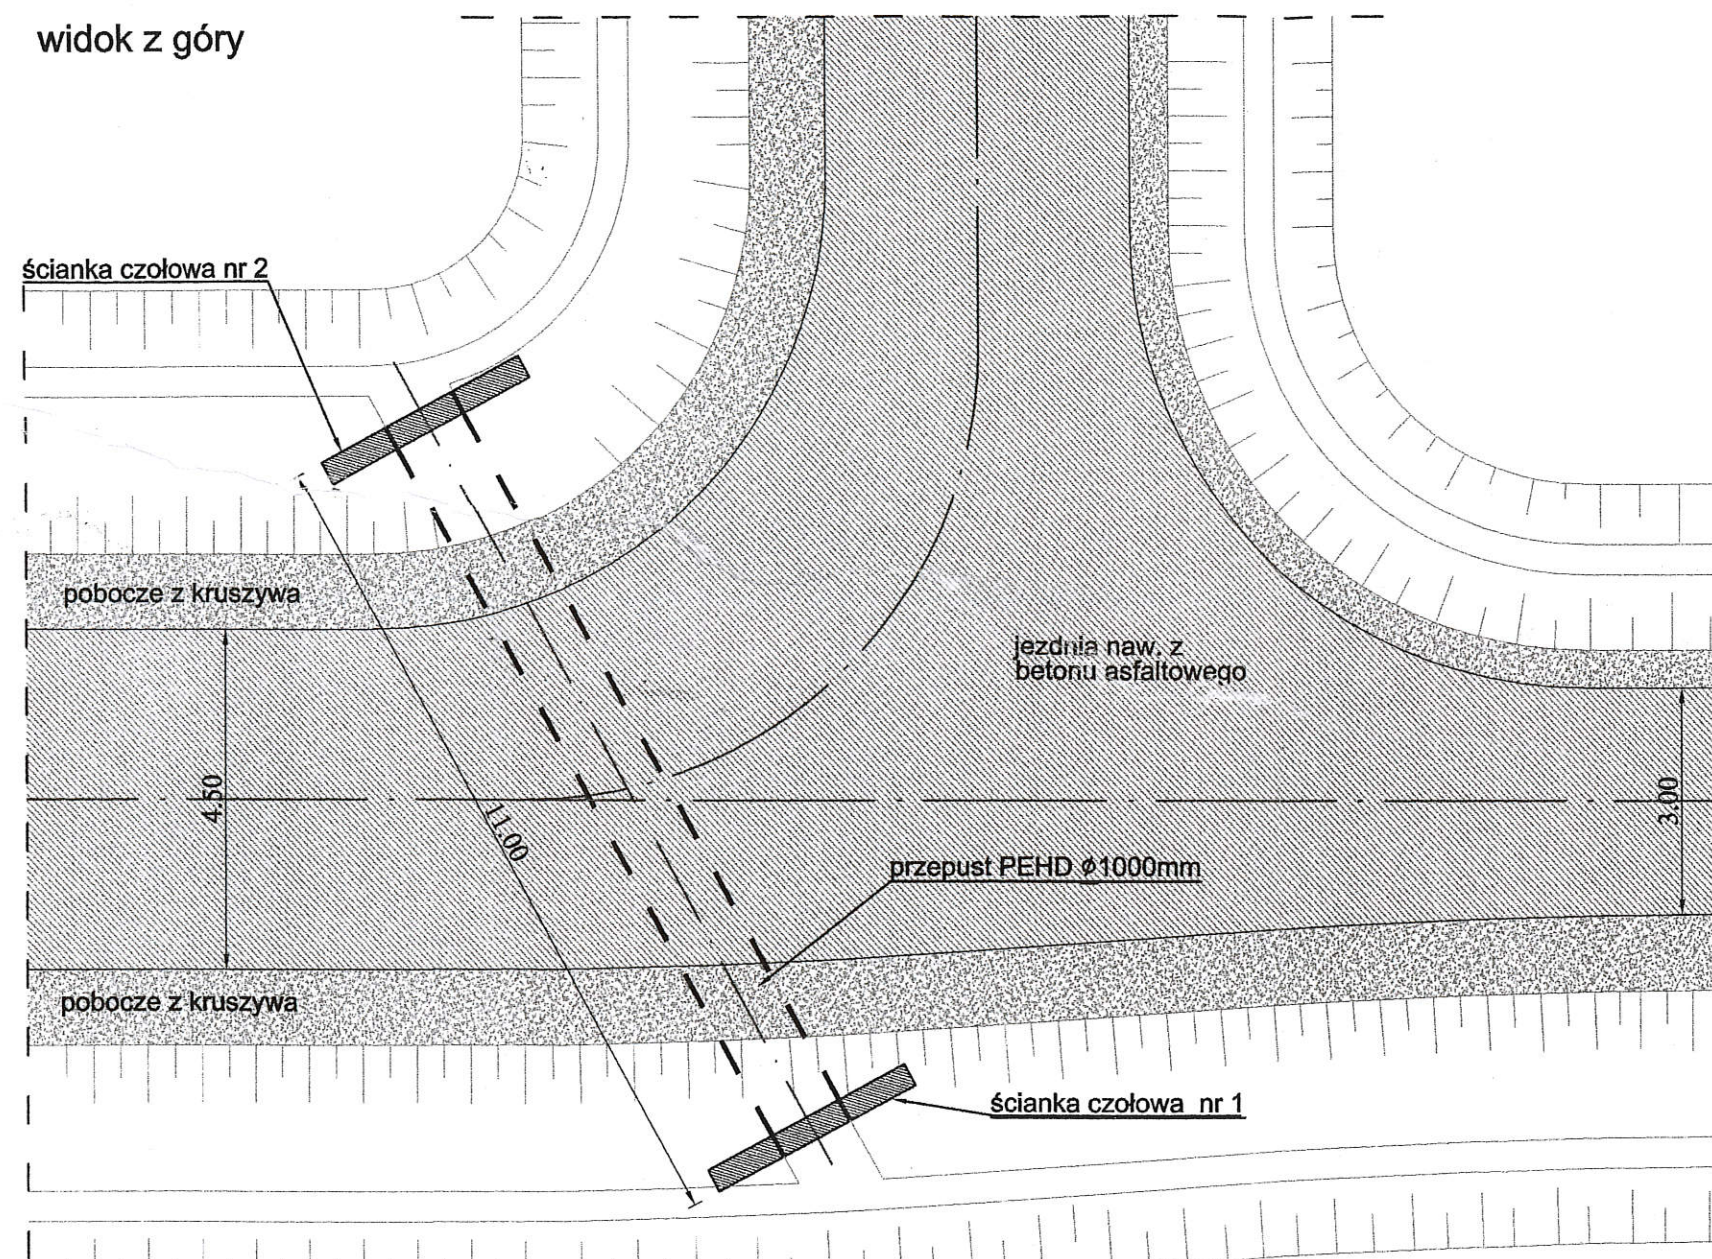 widok z góry
ścianka czołowa nr 2
pobocze z kruszywa
jezdnia naw. z
betonu asfaltowego
4.50
11.00
3.00
przepust PEHD ϕ1000mm
pobocze z kruszywa
ścianka czołowa nr 1